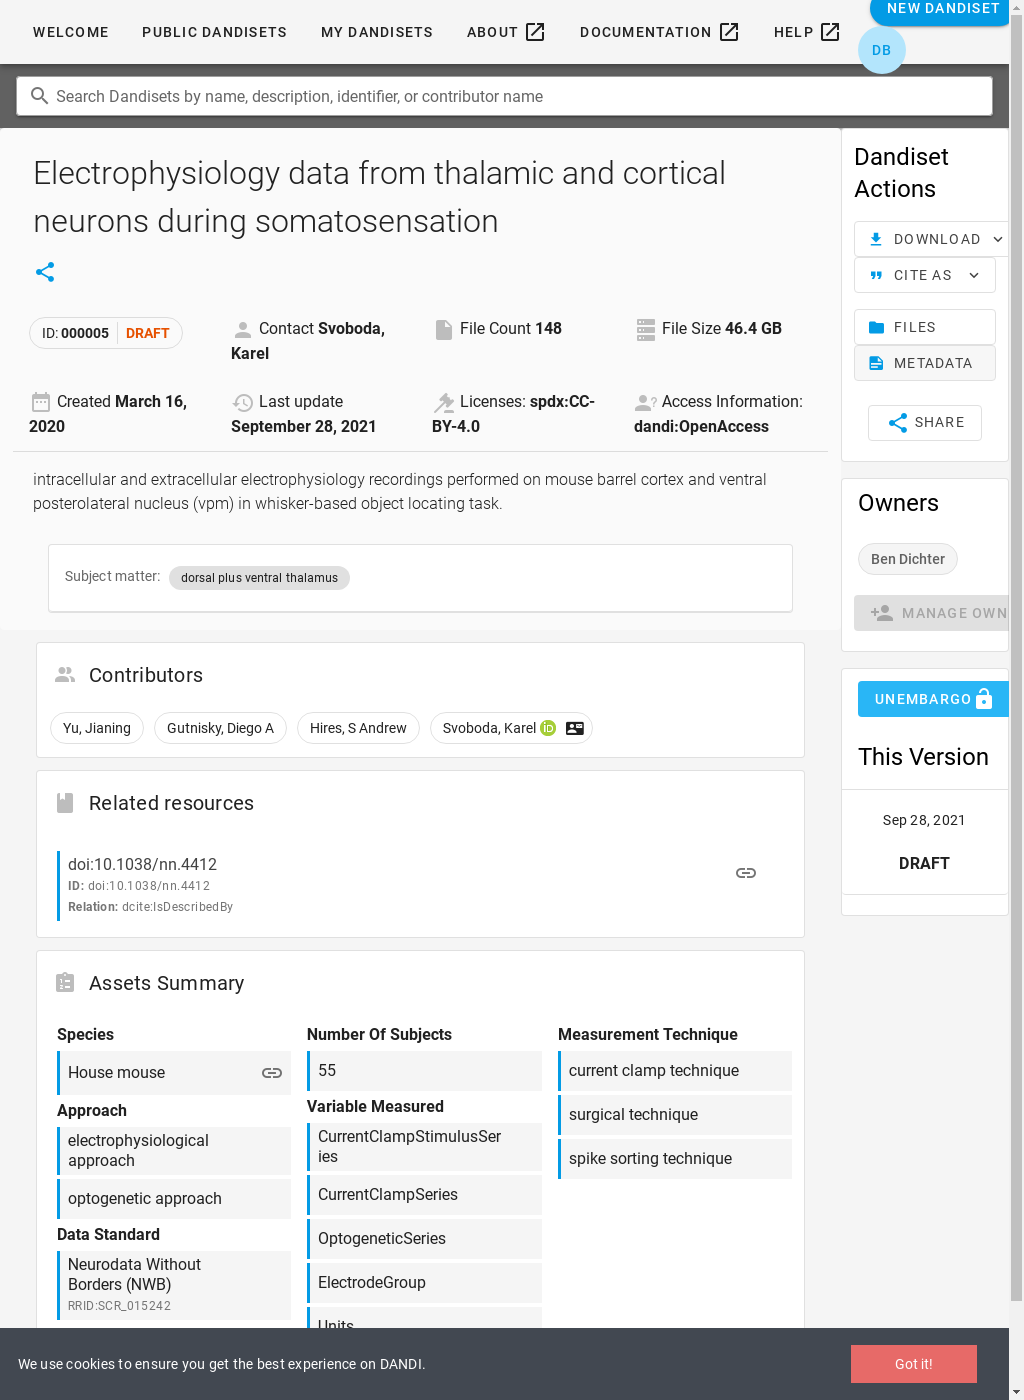 WELCOME PUBLIC DANDISETS MY DANDISETS ABOUT DOCUMENTATION HELP NEW DANDISET
DB
Search Dandisets by name, description, identifier, or contributor name
Electrophysiology data from thalamic and cortical
neurons during somatosensation
ID: 000005 DRAFT
Contact Svoboda,
Karel
File Count 148
File Size 46.4 GB
Created March 16,
2020
Last update
September 28, 2021
Licenses: spdx:CC-
BY-4.0
Access Information:
dandi:OpenAccess
intracellular and extracellular electrophysiology recordings performed on mouse barrel cortex and ventral
posterolateral nucleus (vpm) in whisker-based object locating task.
Subject matter: dorsal plus ventral thalamus
Contributors
Yu, Jianing Gutnisky, Diego A Hires, S Andrew Svoboda, Karel iD
Related resources
doi:10.1038/nn.4412
ID: doi:10.1038/nn.4412
Relation: dcite:IsDescribedBy
Assets Summary
Species
House mouse
Approach
electrophysiological
approach
optogenetic approach
Data Standard
Neurodata Without
Borders (NWB)
RRID:SCR_015242
Number Of Subjects
55
Variable Measured
CurrentClampStimulusSer
ies
CurrentClampSeries
OptogeneticSeries
ElectrodeGroup
Units
Measurement Technique
current clamp technique
surgical technique
spike sorting technique
Dandiset
Actions
DOWNLOAD
CITE AS
FILES
METADATA
SHARE
Owners
Ben Dichter
MANAGE OWN
UNEMBARGO
This Version
Sep 28, 2021
DRAFT
We use cookies to ensure you get the best experience on DANDI.
Got it!